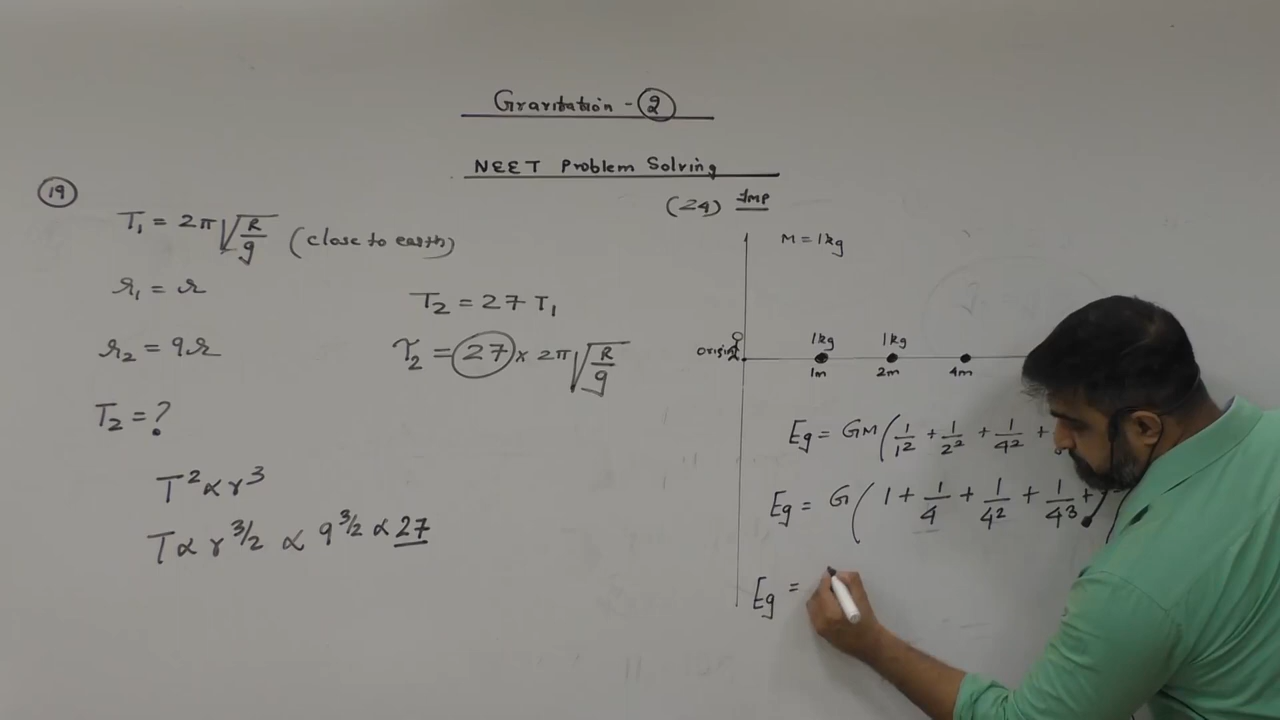 Gravitation - 2
NEET Problem Solving
19
T₁ = 2π√(R/g) (close to earth)
r₁ = r
r₂ = 9r
T₂ = ?
T² ∝ r³
T ∝ r^3/2 ∝ 9^3/2 ∝ 27
T₂ = 27 T₁
T₂ = 27 × 2π√(R/g)
(24) Imp
M = 1kg
1kg 1kg
origin
1m 2m 4m
Eg = GM(1/1² + 1/2² + 1/4² +
Eg = G(1 + 1/4 + 1/4² + 1/4³ +
Eg =